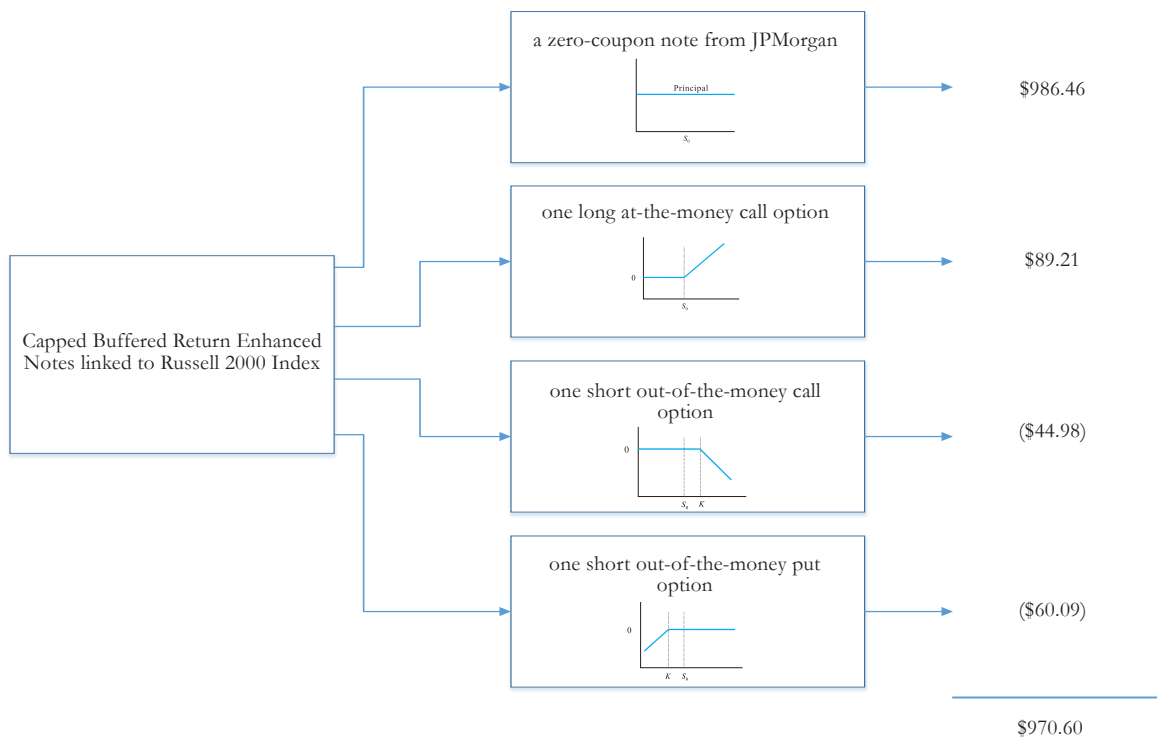 Capped Buffered Return Enhanced
Notes linked to Russell 2000 Index
a zero-coupon note from JPMorgan
Principal
S₀
$986.46
one long at-the-money call option
0
S₀
$89.21
one short out-of-the-money call
option
0
S₀ K
($44.98)
one short out-of-the-money put
option
0
K S₀
($60.09)
$970.60